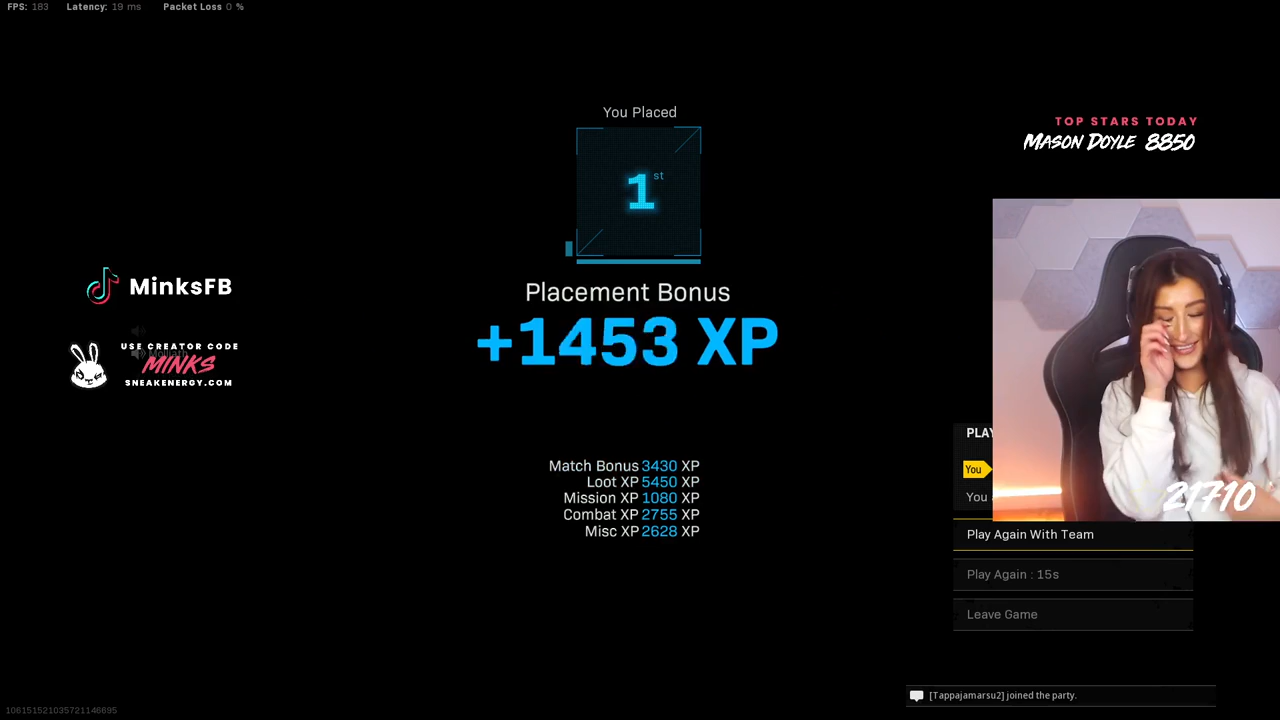 FPS: 183 Latency: 19 ms Packet Loss 0 %
You Placed
1st
Placement Bonus
+1453 XP
Match Bonus 3430 XP
Loot XP 5450 XP
Mission XP 1080 XP
Combat XP 2755 XP
Misc XP 2628 XP
TOP STARS TODAY
MASON DOYLE 8850
MinksFB
USE CREATOR CODE
MINKS
SNEAKENERGY.COM
PLAY
You
You
21710
Play Again With Team
Play Again : 15s
Leave Game
[Tappajamarsu2] joined the party.
106151521035721146695